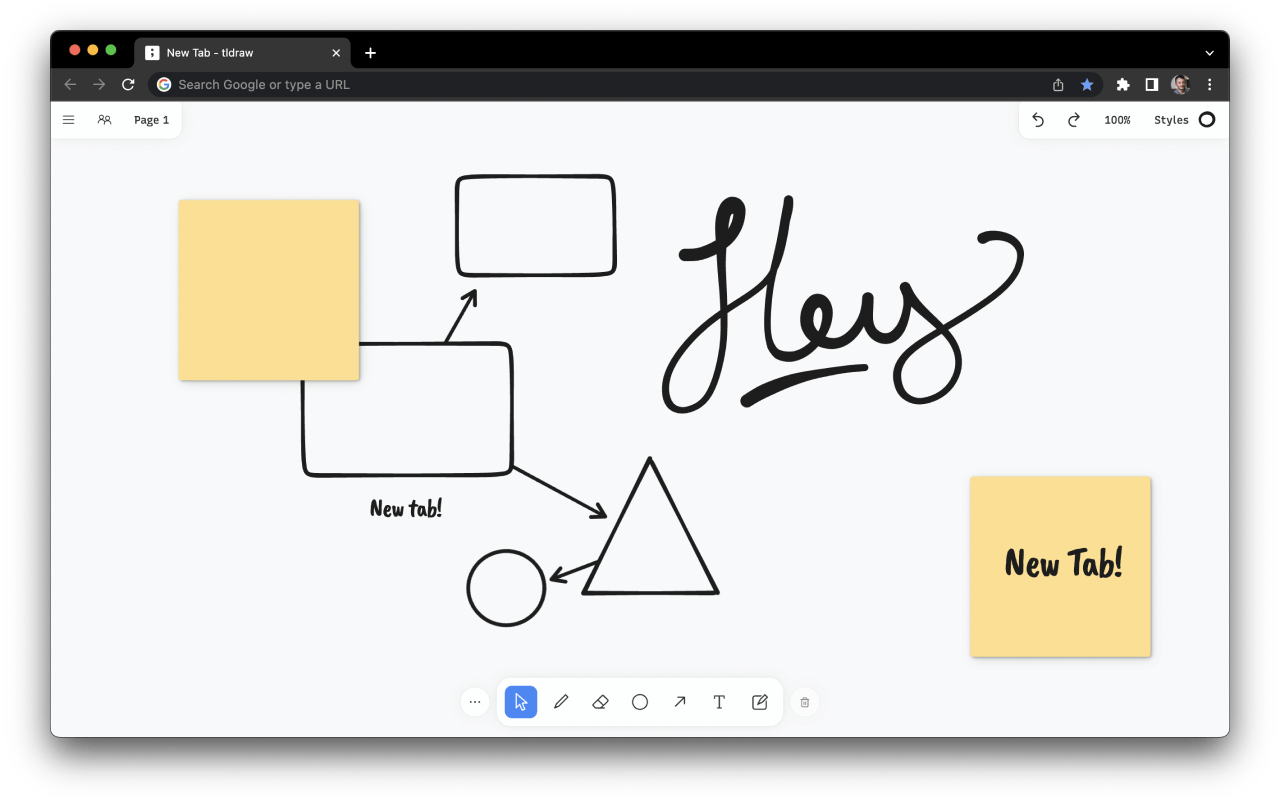 New Tab - tldraw
Search Google or type a URL
Page 1
100%
Styles
Hey
New tab!
New Tab!
T